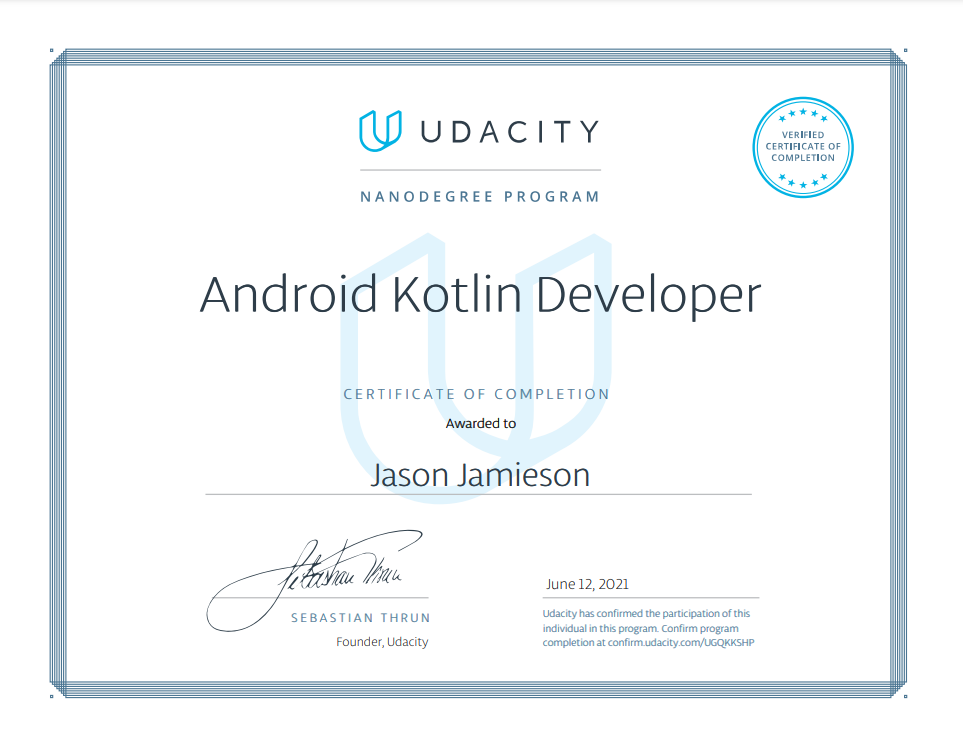 UDACITY
VERIFIED
CERTIFICATE OF
COMPLETION
NANODEGREE PROGRAM
Android Kotlin Developer
CERTIFICATE OF COMPLETION
Awarded to
Jason Jamieson
Sebastian Thrun
SEBASTIAN THRUN
Founder, Udacity
June 12, 2021
Udacity has confirmed the participation of this
individual in this program. Confirm program
completion at confirm.udacity.com/UGQKKSHP